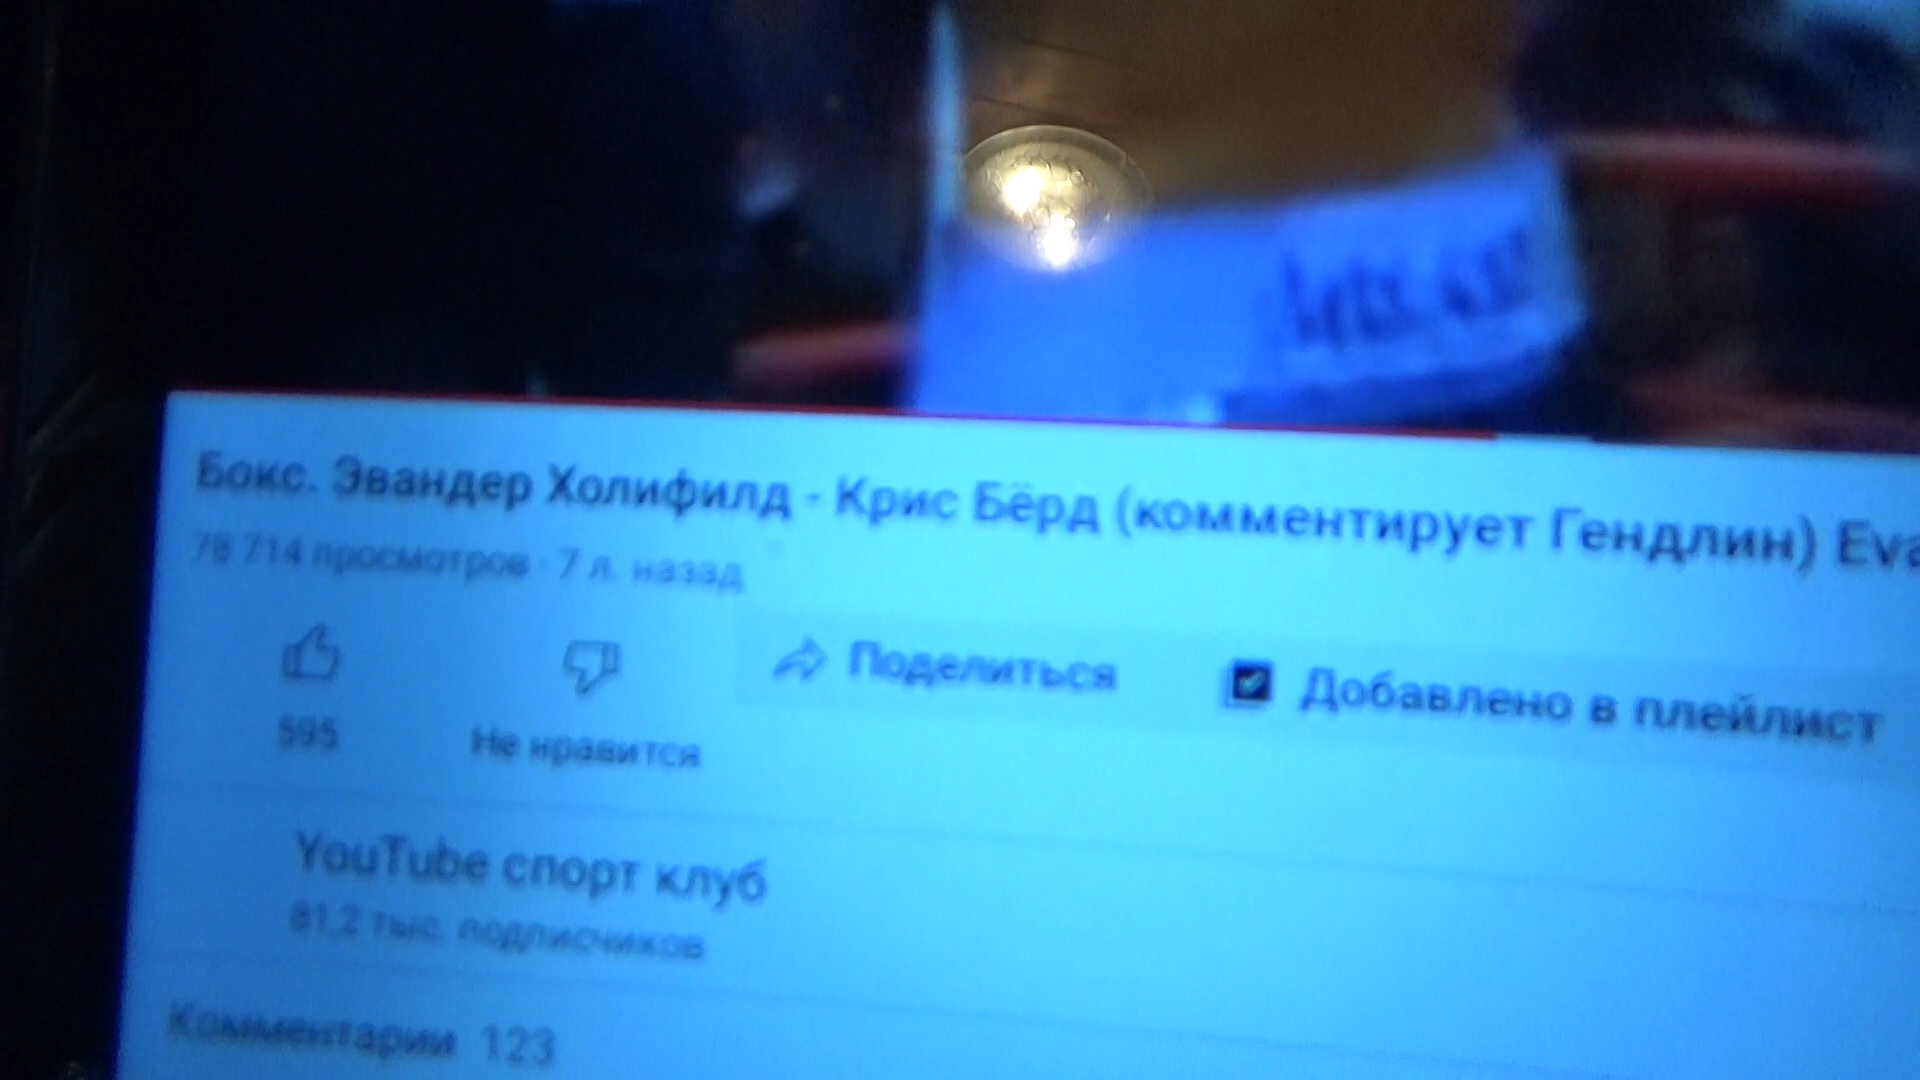 Бокс. Эвандер Холифилд - Крис Бёрд (комментирует Гендлин) Eva
78 714 просмотров · 7 л. назад
Поделиться
Добавлено в плейлист
595
Не нравится
YouTube спорт клуб
81,2 тыс. подписчиков
Комментарии 123